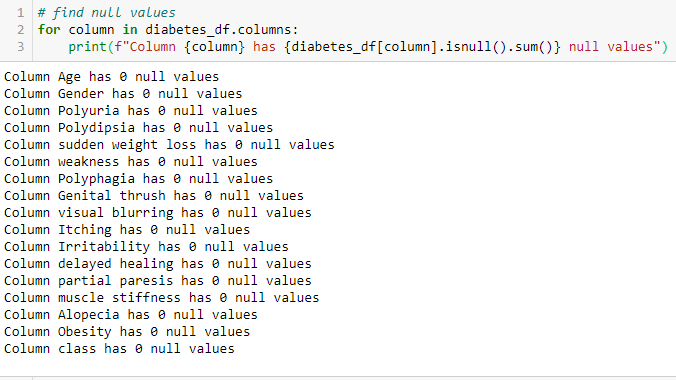 1 # find null values
2 for column in diabetes_df.columns:
3     print(f"Column {column} has {diabetes_df[column].isnull().sum()} null values")
Column Age has 0 null values
Column Gender has 0 null values
Column Polyuria has 0 null values
Column Polydipsia has 0 null values
Column sudden weight loss has 0 null values
Column weakness has 0 null values
Column Polyphagia has 0 null values
Column Genital thrush has 0 null values
Column visual blurring has 0 null values
Column Itching has 0 null values
Column Irritability has 0 null values
Column delayed healing has 0 null values
Column partial paresis has 0 null values
Column muscle stiffness has 0 null values
Column Alopecia has 0 null values
Column Obesity has 0 null values
Column class has 0 null values